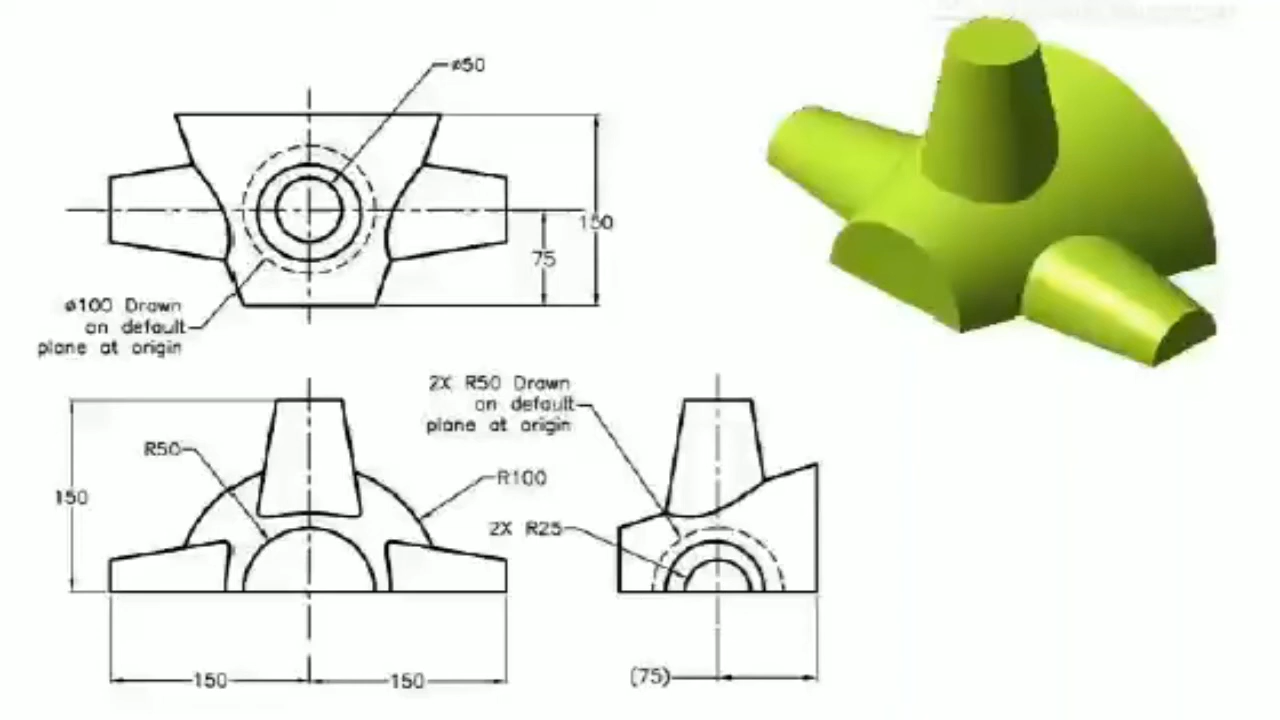 ø50
150
75
ø100 Drawn
on default
plane at origin
2X R50 Drawn
on default
plane at origin
R50
R100
150
2X R25
150
150
(75)